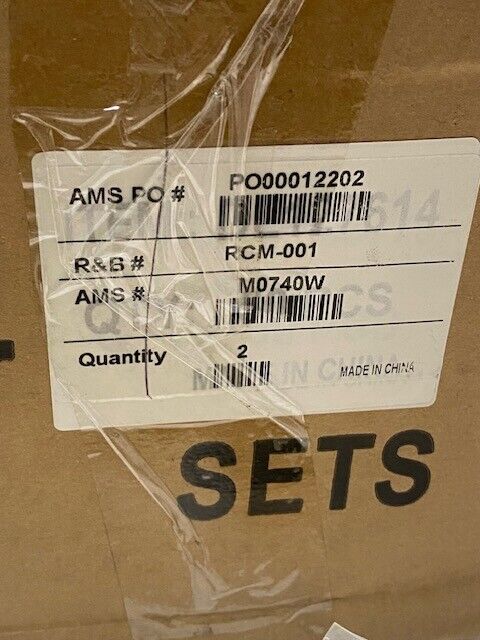 AMS PO # PO00012202
R&B # RCM-001
AMS # M0740W
Quantity 2
MADE IN CHINA
SETS